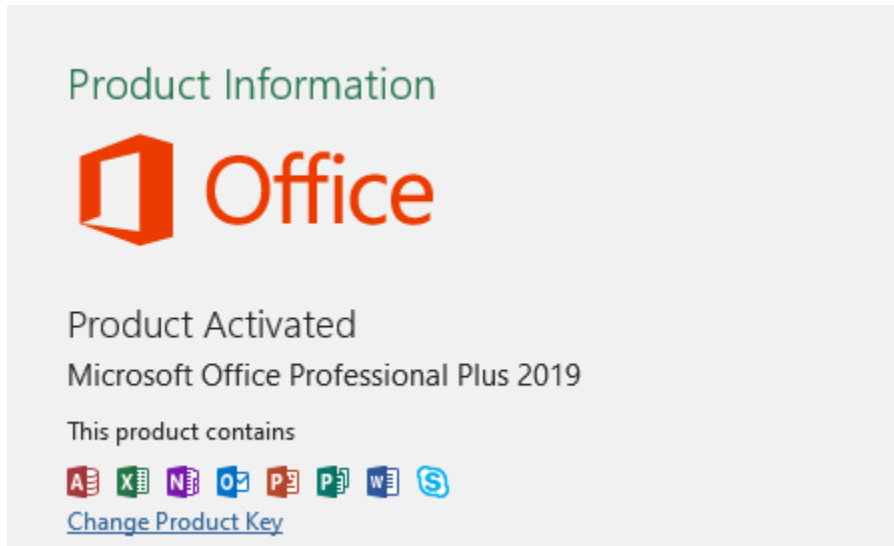 Product Information
Office
Product Activated
Microsoft Office Professional Plus 2019
This product contains
A X N O P P W S
Change Product Key